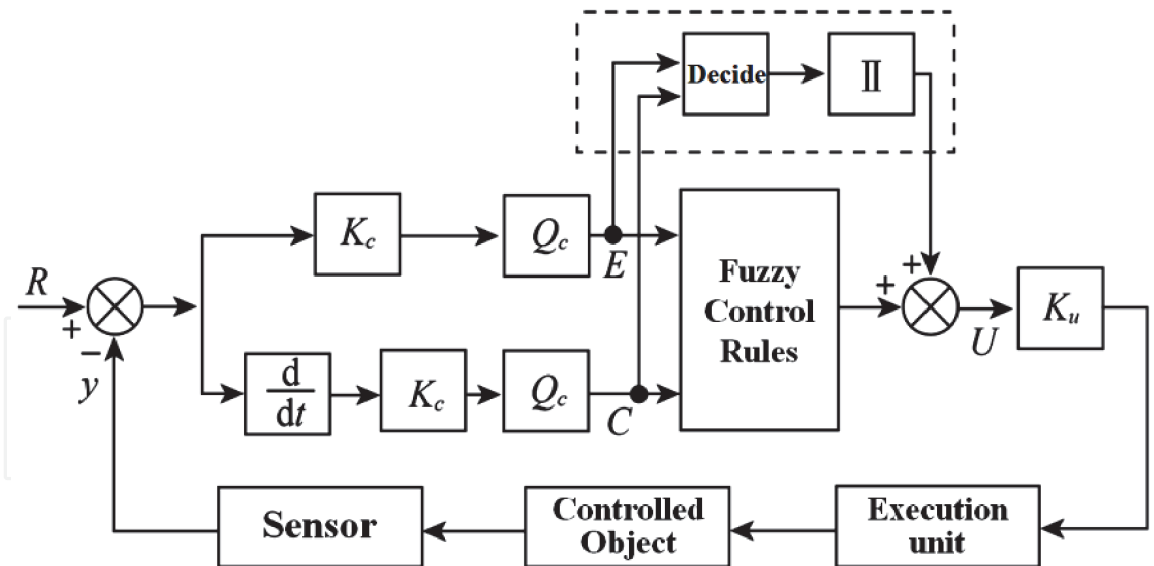 Decide
II
K_c
Q_c
E
Fuzzy
Control
Rules
+
+
R
+
−
y
U
K_u
d
dt
K_c
Q_c
C
Sensor
Controlled
Object
Execution
unit